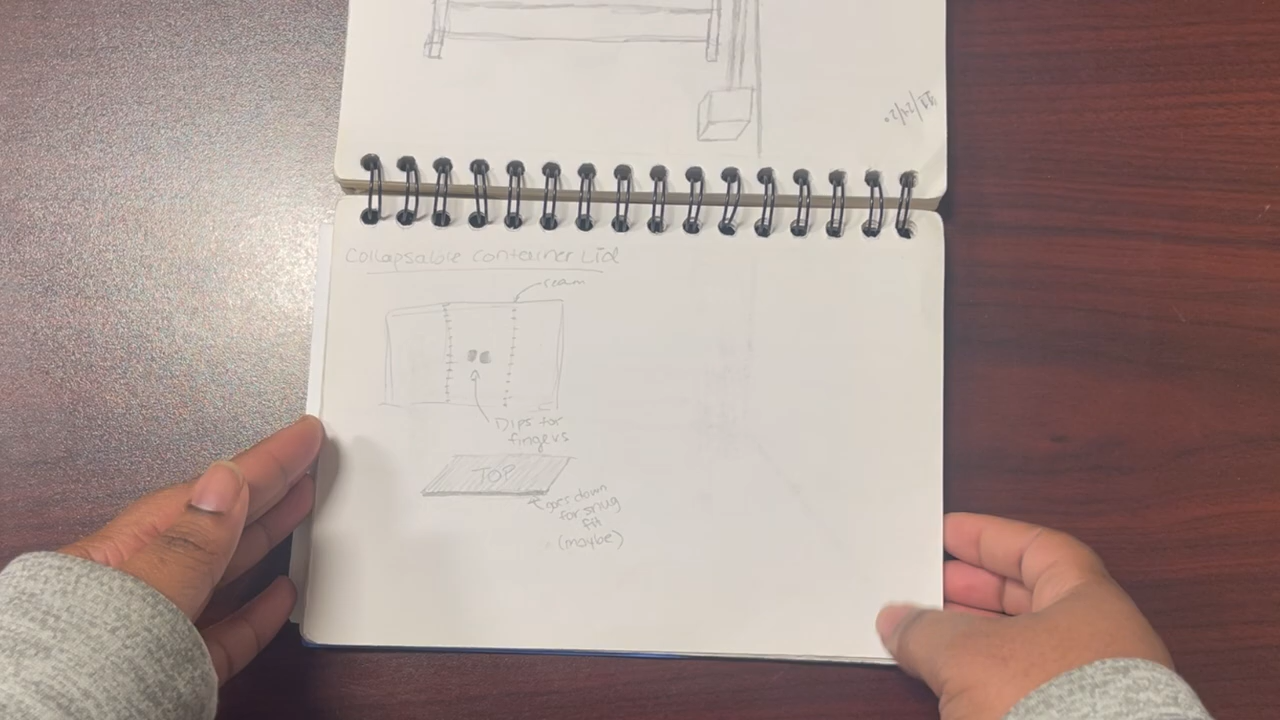 Collapsable Container Lid
seam
Dips for
fingers
TOP
goes down
for snug
fit
(maybe)